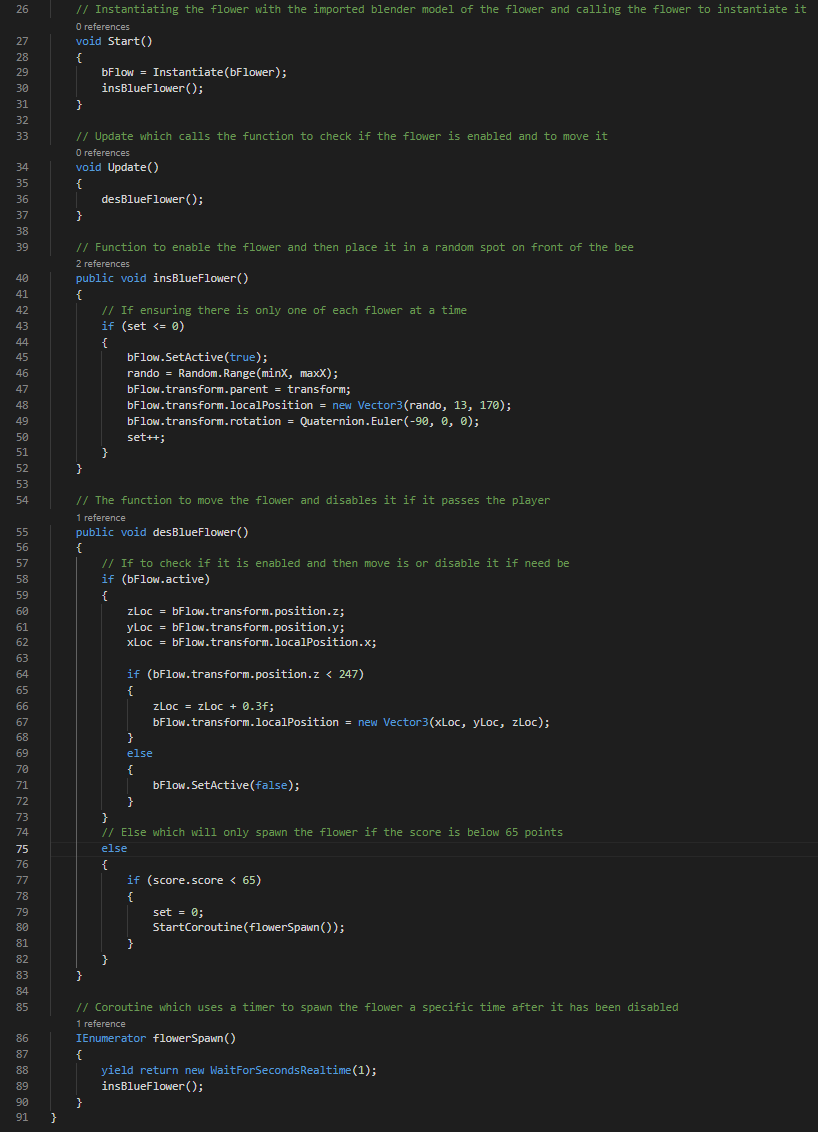 26 // Instantiating the flower with the imported blender model of the flower and calling the flower to instantiate it
0 references
27 void Start()
28 {
29 bFlow = Instantiate(bFlower);
30 insBlueFlower();
31 }
32
33 // Update which calls the function to check if the flower is enabled and to move it
0 references
34 void Update()
35 {
36 desBlueFlower();
37 }
38
39 // Function to enable the flower and then place it in a random spot on front of the bee
2 references
40 public void insBlueFlower()
41 {
42 // If ensuring there is only one of each flower at a time
43 if (set <= 0)
44 {
45 bFlow.SetActive(true);
46 rando = Random.Range(minX, maxX);
47 bFlow.transform.parent = transform;
48 bFlow.transform.localPosition = new Vector3(rando, 13, 170);
49 bFlow.transform.rotation = Quaternion.Euler(-90, 0, 0);
50 set++;
51 }
52 }
53
54 // The function to move the flower and disables it if it passes the player
1 reference
55 public void desBlueFlower()
56 {
57 // If to check if it is enabled and then move is or disable it if need be
58 if (bFlow.active)
59 {
60 zLoc = bFlow.transform.position.z;
61 yLoc = bFlow.transform.position.y;
62 xLoc = bFlow.transform.localPosition.x;
63
64 if (bFlow.transform.position.z < 247)
65 {
66 zLoc = zLoc + 0.3f;
67 bFlow.transform.localPosition = new Vector3(xLoc, yLoc, zLoc);
68 }
69 else
70 {
71 bFlow.SetActive(false);
72 }
73 }
74 // Else which will only spawn the flower if the score is below 65 points
75 else
76 {
77 if (score.score < 65)
78 {
79 set = 0;
80 StartCoroutine(flowerSpawn());
81 }
82 }
83 }
84
85 // Coroutine which uses a timer to spawn the flower a specific time after it has been disabled
1 reference
86 IEnumerator flowerSpawn()
87 {
88 yield return new WaitForSecondsRealtime(1);
89 insBlueFlower();
90 }
91 }